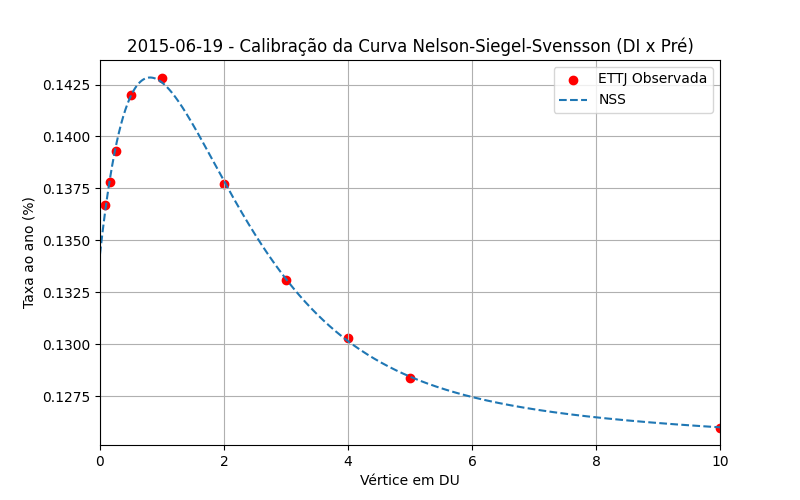 2015-06-19 - Calibração da Curva Nelson-Siegel-Svensson (DI x Pré)
ETTJ Observada
NSS
Taxa ao ano (%)
0.1425
0.1400
0.1375
0.1350
0.1325
0.1300
0.1275
0 2 4 6 8 10
Vértice em DU